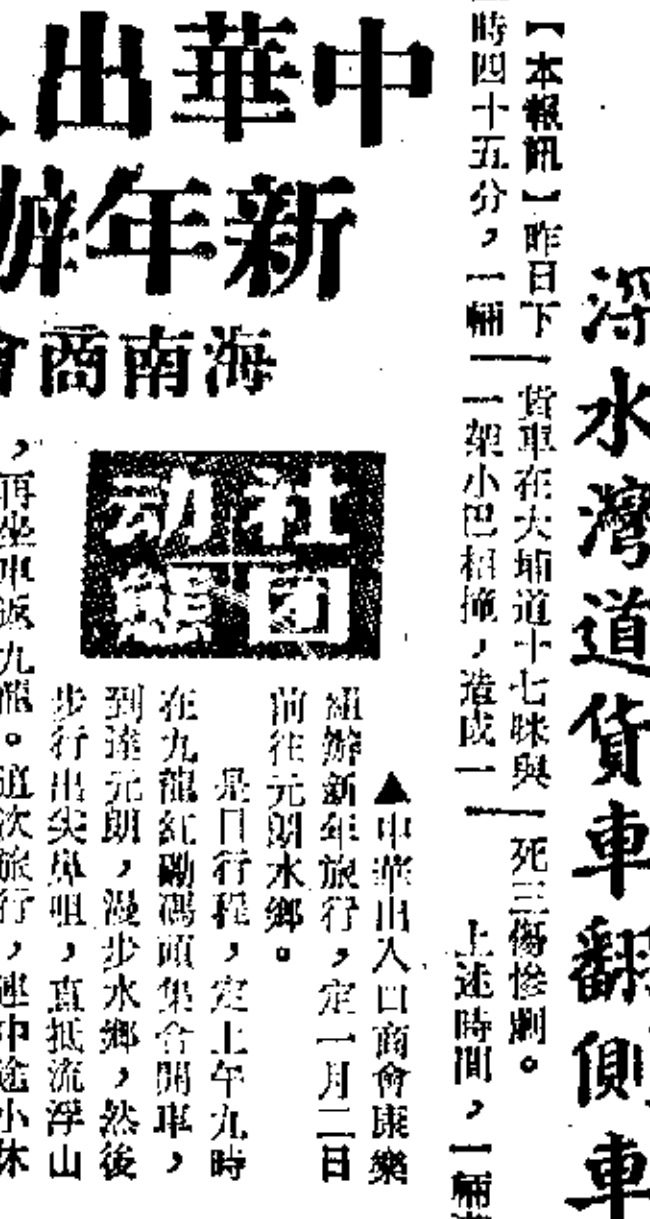 深水灣道貨車翻側車
【本報訊】昨日下
時四十五分，一輛
貨車在大埔道十七咪與
一架小巴相撞，造成一
死三傷慘劇。
上述時間，一輛
中華出
新年辦
海南商會
社团
动態
▲中華出入口商會康樂
組辦新年旅行，定一月二日
前往元朗水鄉。
是日行程，定上午九時
在九龍紅磡碼頭集合開車，
到達元朗，漫步水鄉，然後
步行出尖鼻咀，直抵流浮山
，再坐車返九龍。這次旅行，連中途小休